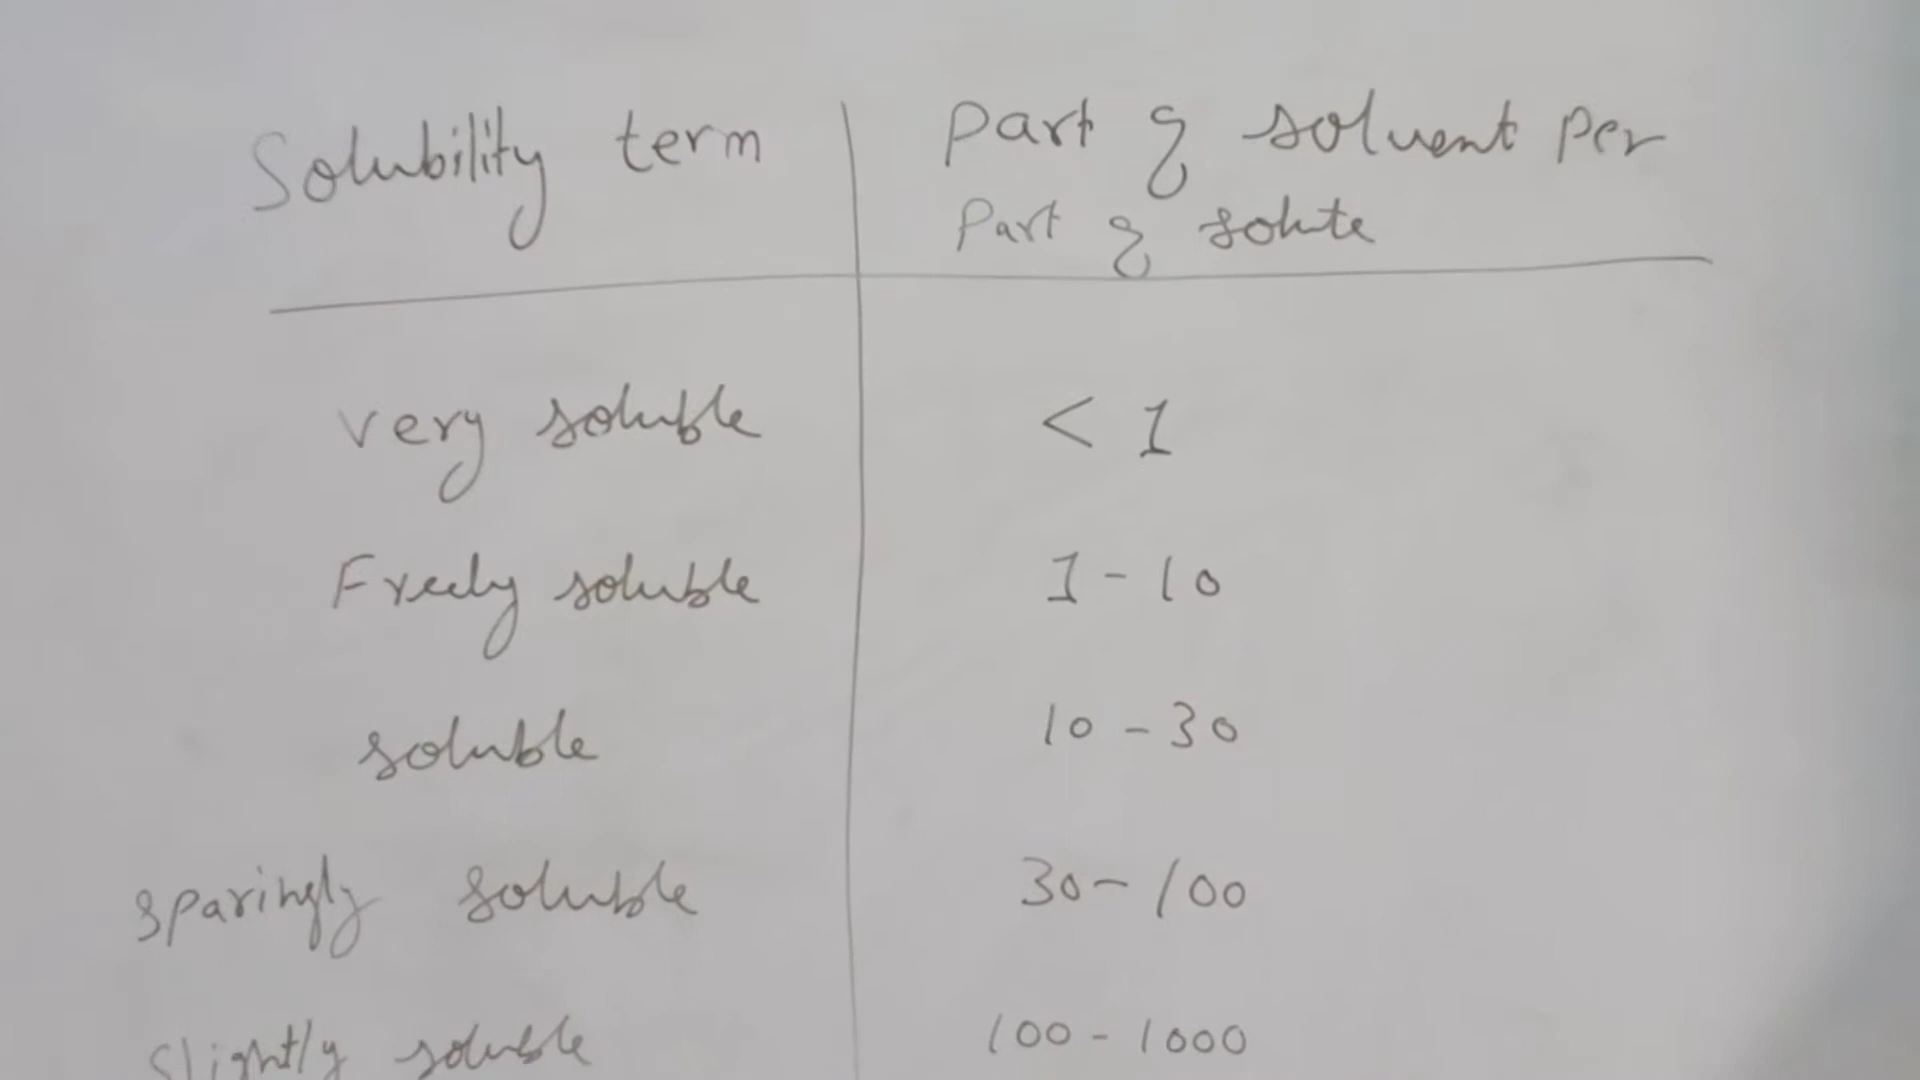 Solubility term | Part of solvent per
Part of solute
very soluble | < 1
Freely soluble | 1 - 10
soluble | 10 - 30
sparingly soluble | 30 - 100
slightly soluble | 100 - 1000